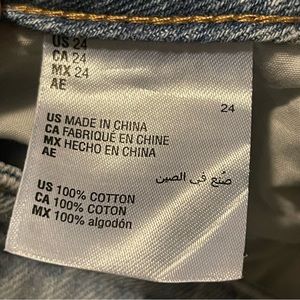 US 24
CA 24
MX 24
AE
24
US MADE IN CHINA
CA FABRIQUÉ EN CHINE
MX HECHO EN CHINA
AE
صنع في الصين
US 100% COTTON
CA 100% COTON
MX 100% algodón